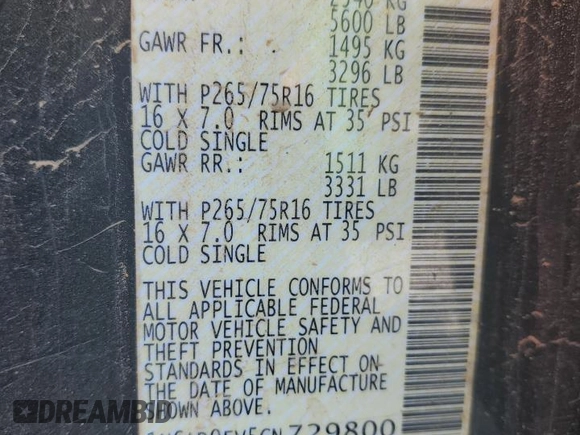 5600 LB
GAWR FR.: 1495 KG
3296 LB
WITH P265/75R16 TIRES
16 X 7.0 RIMS AT 35 PSI
COLD SINGLE
GAWR RR.: 1511 KG
3331 LB
WITH P265/75R16 TIRES
16 X 7.0 RIMS AT 35 PSI
COLD SINGLE
THIS VEHICLE CONFORMS TO
ALL APPLICABLE FEDERAL
MOTOR VEHICLE SAFETY AND
THEFT PREVENTION
STANDARDS IN EFFECT ON
THE DATE OF MANUFACTURE
SHOWN ABOVE.
DREAMBID